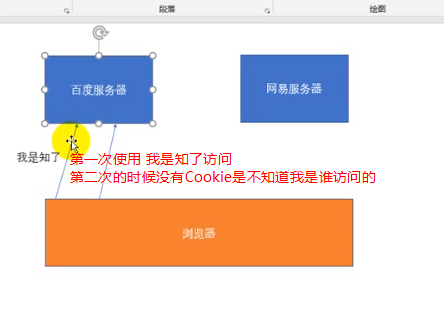 段落
绘图
百度服务器
网易服务器
我是知了
第一次使用 我是知了访问
第二次的时候没有Cookie是不知道我是谁访问的
浏览器